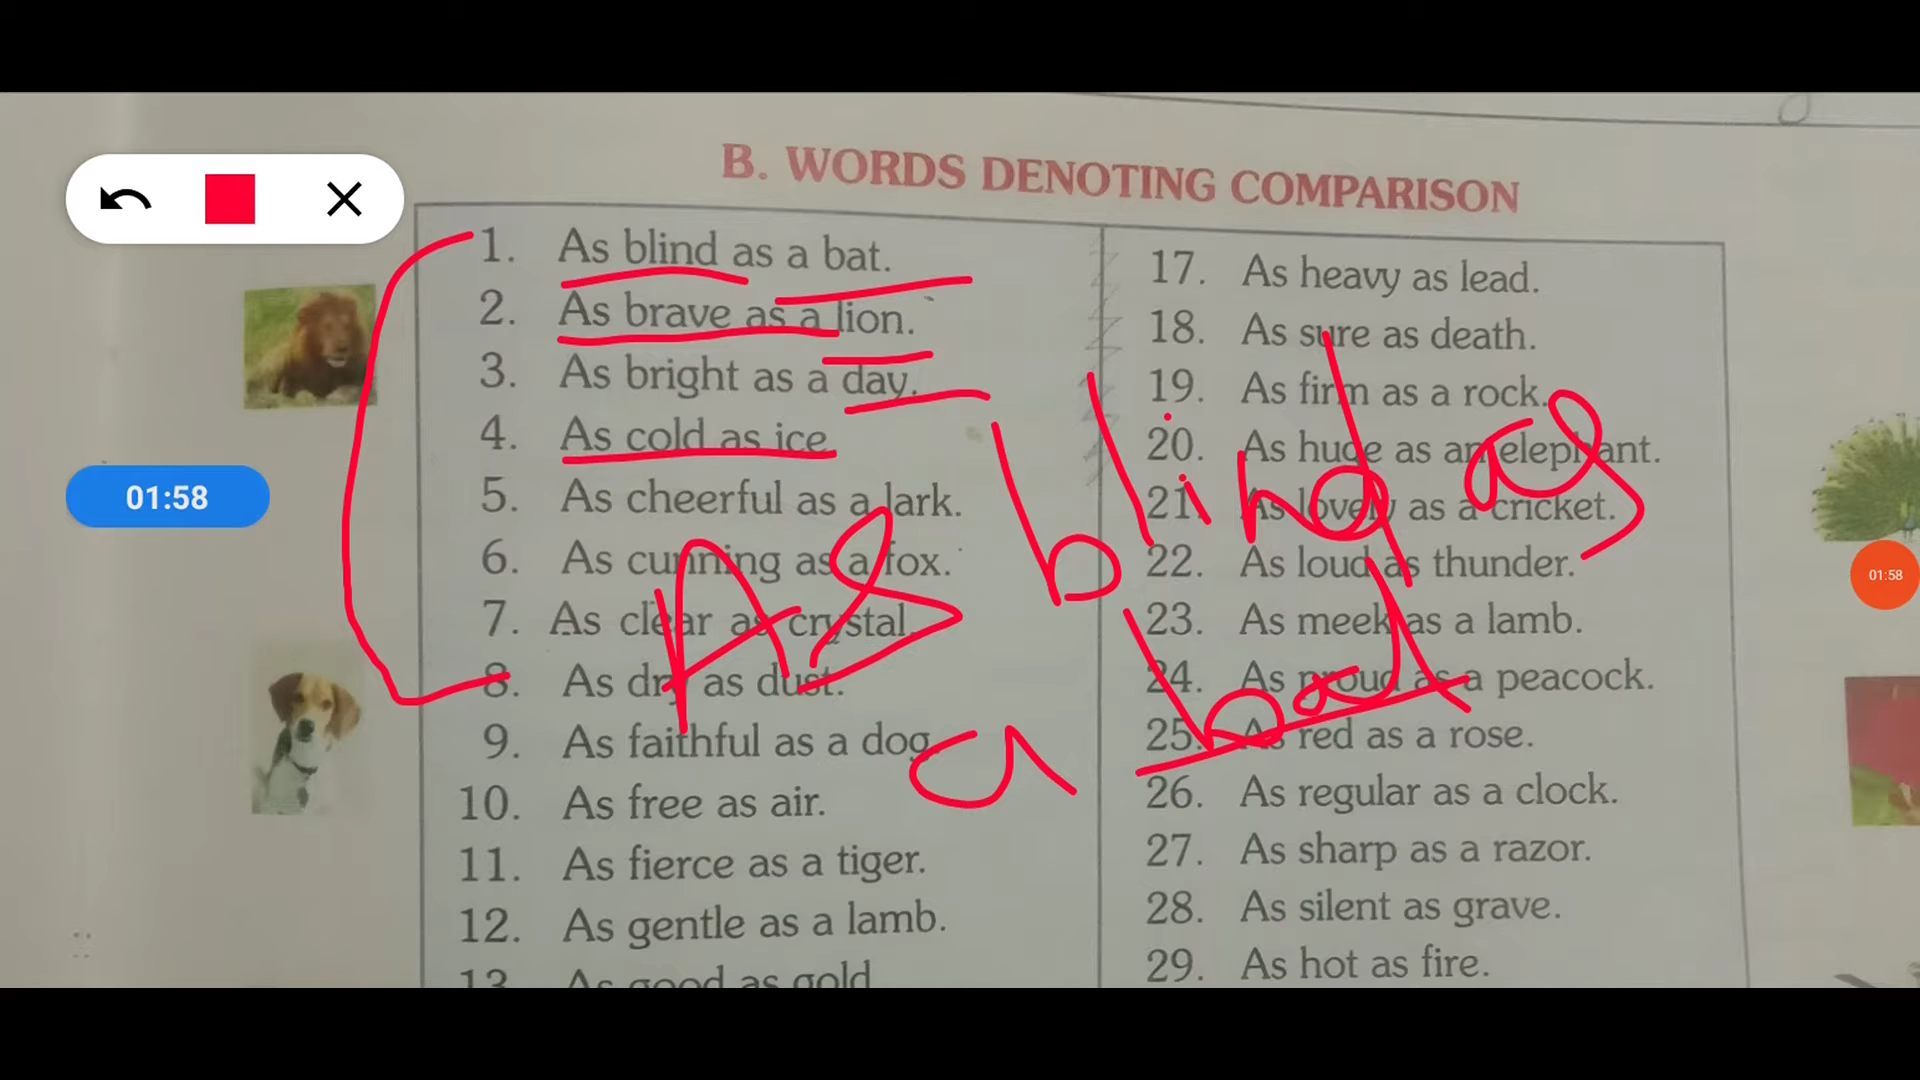 B. WORDS DENOTING COMPARISON
01:58
01:58
1. As blind as a bat.
2. As brave as a lion.
3. As bright as a day.
4. As cold as ice
5. As cheerful as a lark.
6. As cunning as a fox.
7. As clear as crystal.
8. As dry as dust.
9. As faithful as a dog.
10. As free as air.
11. As fierce as a tiger.
12. As gentle as a lamb.
13. As good as gold
17. As heavy as lead.
18. As sure as death.
19. As firm as a rock.
20. As huge as an elephant.
21. As lovely as a cricket.
22. As loud as thunder.
23. As meek as a lamb.
24. As proud as a peacock.
25. As red as a rose.
26. As regular as a clock.
27. As sharp as a razor.
28. As silent as grave.
29. As hot as fire.
As blind as
a bat